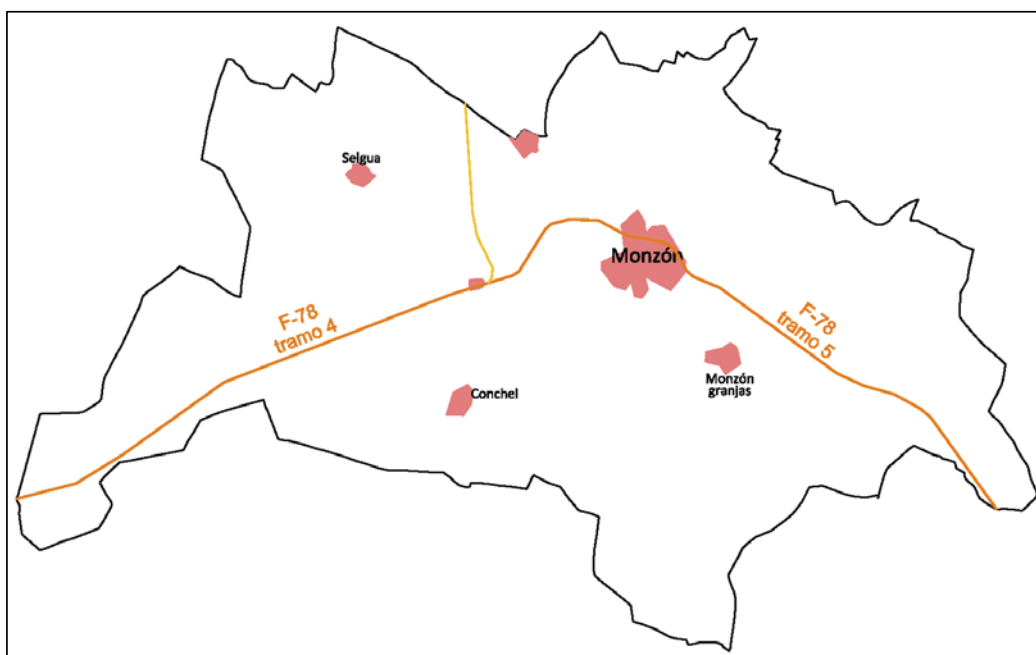 Selgua
Monzón
F-78
tramo 4
F-78
tramo 5
Conchel
Monzón
granjas